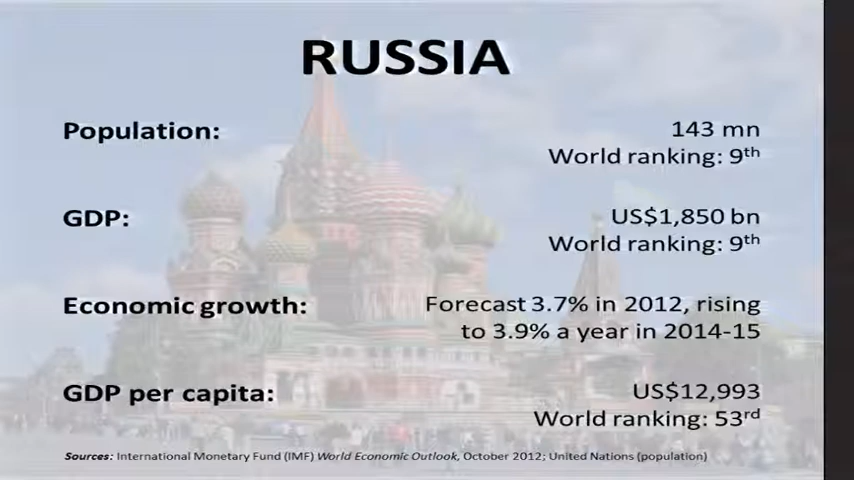 RUSSIA
Population:
143 mn
World ranking: 9th
GDP:
US$1,850 bn
World ranking: 9th
Economic growth:
Forecast 3.7% in 2012, rising
to 3.9% a year in 2014-15
GDP per capita:
US$12,993
World ranking: 53rd
Sources: International Monetary Fund (IMF) World Economic Outlook, October 2012; United Nations (population)